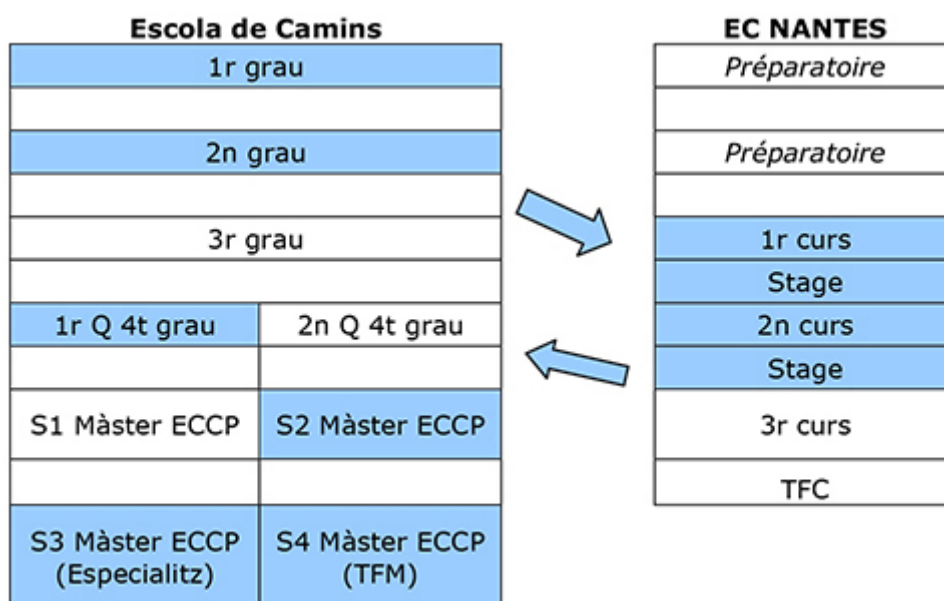 Escola de Camins
1r grau
2n grau
3r grau
1r Q 4t grau
2n Q 4t grau
S1 Màster ECCP
S2 Màster ECCP
S3 Màster ECCP
(Especialitz)
S4 Màster ECCP
(TFM)
EC NANTES
Préparatoire
Préparatoire
1r curs
Stage
2n curs
Stage
3r curs
TFC